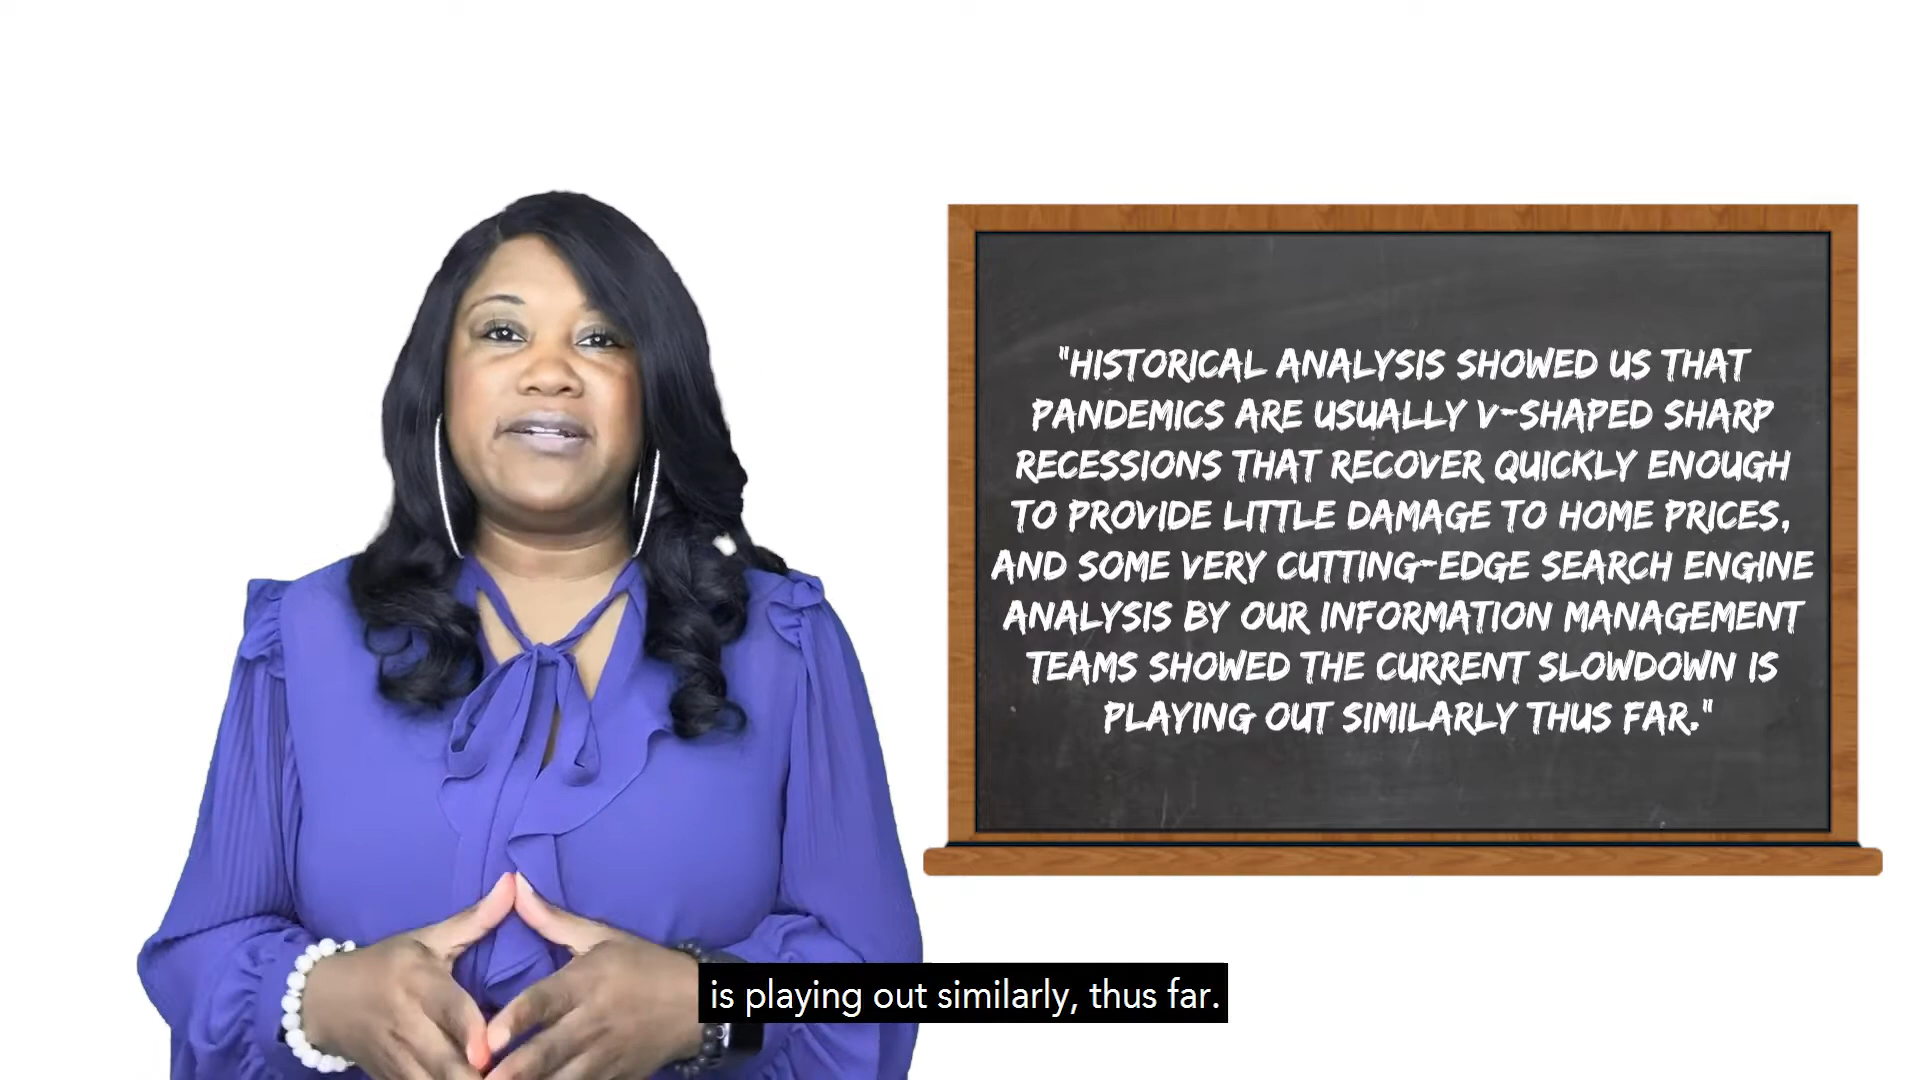 "HISTORICAL ANALYSIS SHOWED US THAT
PANDEMICS ARE USUALLY V-SHAPED SHARP
RECESSIONS THAT RECOVER QUICKLY ENOUGH
TO PROVIDE LITTLE DAMAGE TO HOME PRICES,
AND SOME VERY CUTTING-EDGE SEARCH ENGINE
ANALYSIS BY OUR INFORMATION MANAGEMENT
TEAMS SHOWED THE CURRENT SLOWDOWN IS
PLAYING OUT SIMILARLY THUS FAR."
is playing out similarly, thus far.